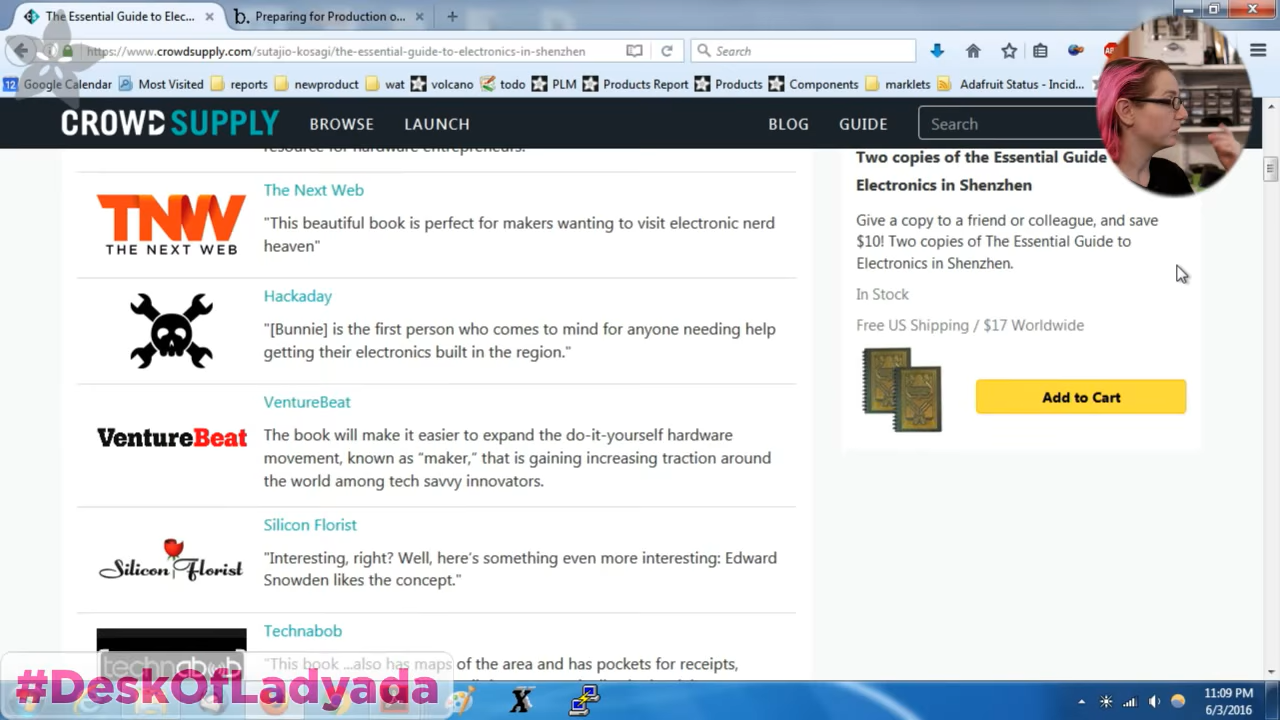 The Essential Guide to Elec...
b. Preparing for Production o...
https://www.crowdsupply.com/sutajio-kosagi/the-essential-guide-to-electronics-in-shenzhen
Search
12 Google Calendar
Most Visited
reports
newproduct
wat
volcano
todo
PLM
Products Report
Products
Components
marklets
Adafruit Status - Incid...
CROWD SUPPLY
BROWSE
LAUNCH
BLOG
GUIDE
Search
resource for hardware entrepreneurs."
TNW
THE NEXT WEB
The Next Web
"This beautiful book is perfect for makers wanting to visit electronic nerd
heaven"
Hackaday
"[Bunnie] is the first person who comes to mind for anyone needing help
getting their electronics built in the region."
VentureBeat
VentureBeat
The book will make it easier to expand the do-it-yourself hardware
movement, known as “maker,” that is gaining increasing traction around
the world among tech savvy innovators.
Silicon Florist
Silicon Florist
"Interesting, right? Well, here’s something even more interesting: Edward
Snowden likes the concept."
technabob
Technabob
"This book ...also has maps of the area and has pockets for receipts,
Two copies of the Essential Guide
Electronics in Shenzhen
Give a copy to a friend or colleague, and save
$10! Two copies of The Essential Guide to
Electronics in Shenzhen.
In Stock
Free US Shipping / $17 Worldwide
Add to Cart
#DeskOfLadyada
11:09 PM
6/3/2016